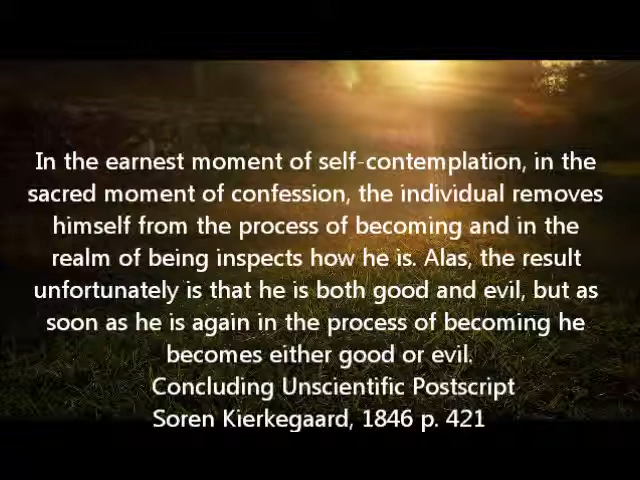 In the earnest moment of self-contemplation, in the
sacred moment of confession, the individual removes
himself from the process of becoming and in the
realm of being inspects how he is. Alas, the result
unfortunately is that he is both good and evil, but as
soon as he is again in the process of becoming he
becomes either good or evil.
Concluding Unscientific Postscript
Soren Kierkegaard, 1846 p. 421